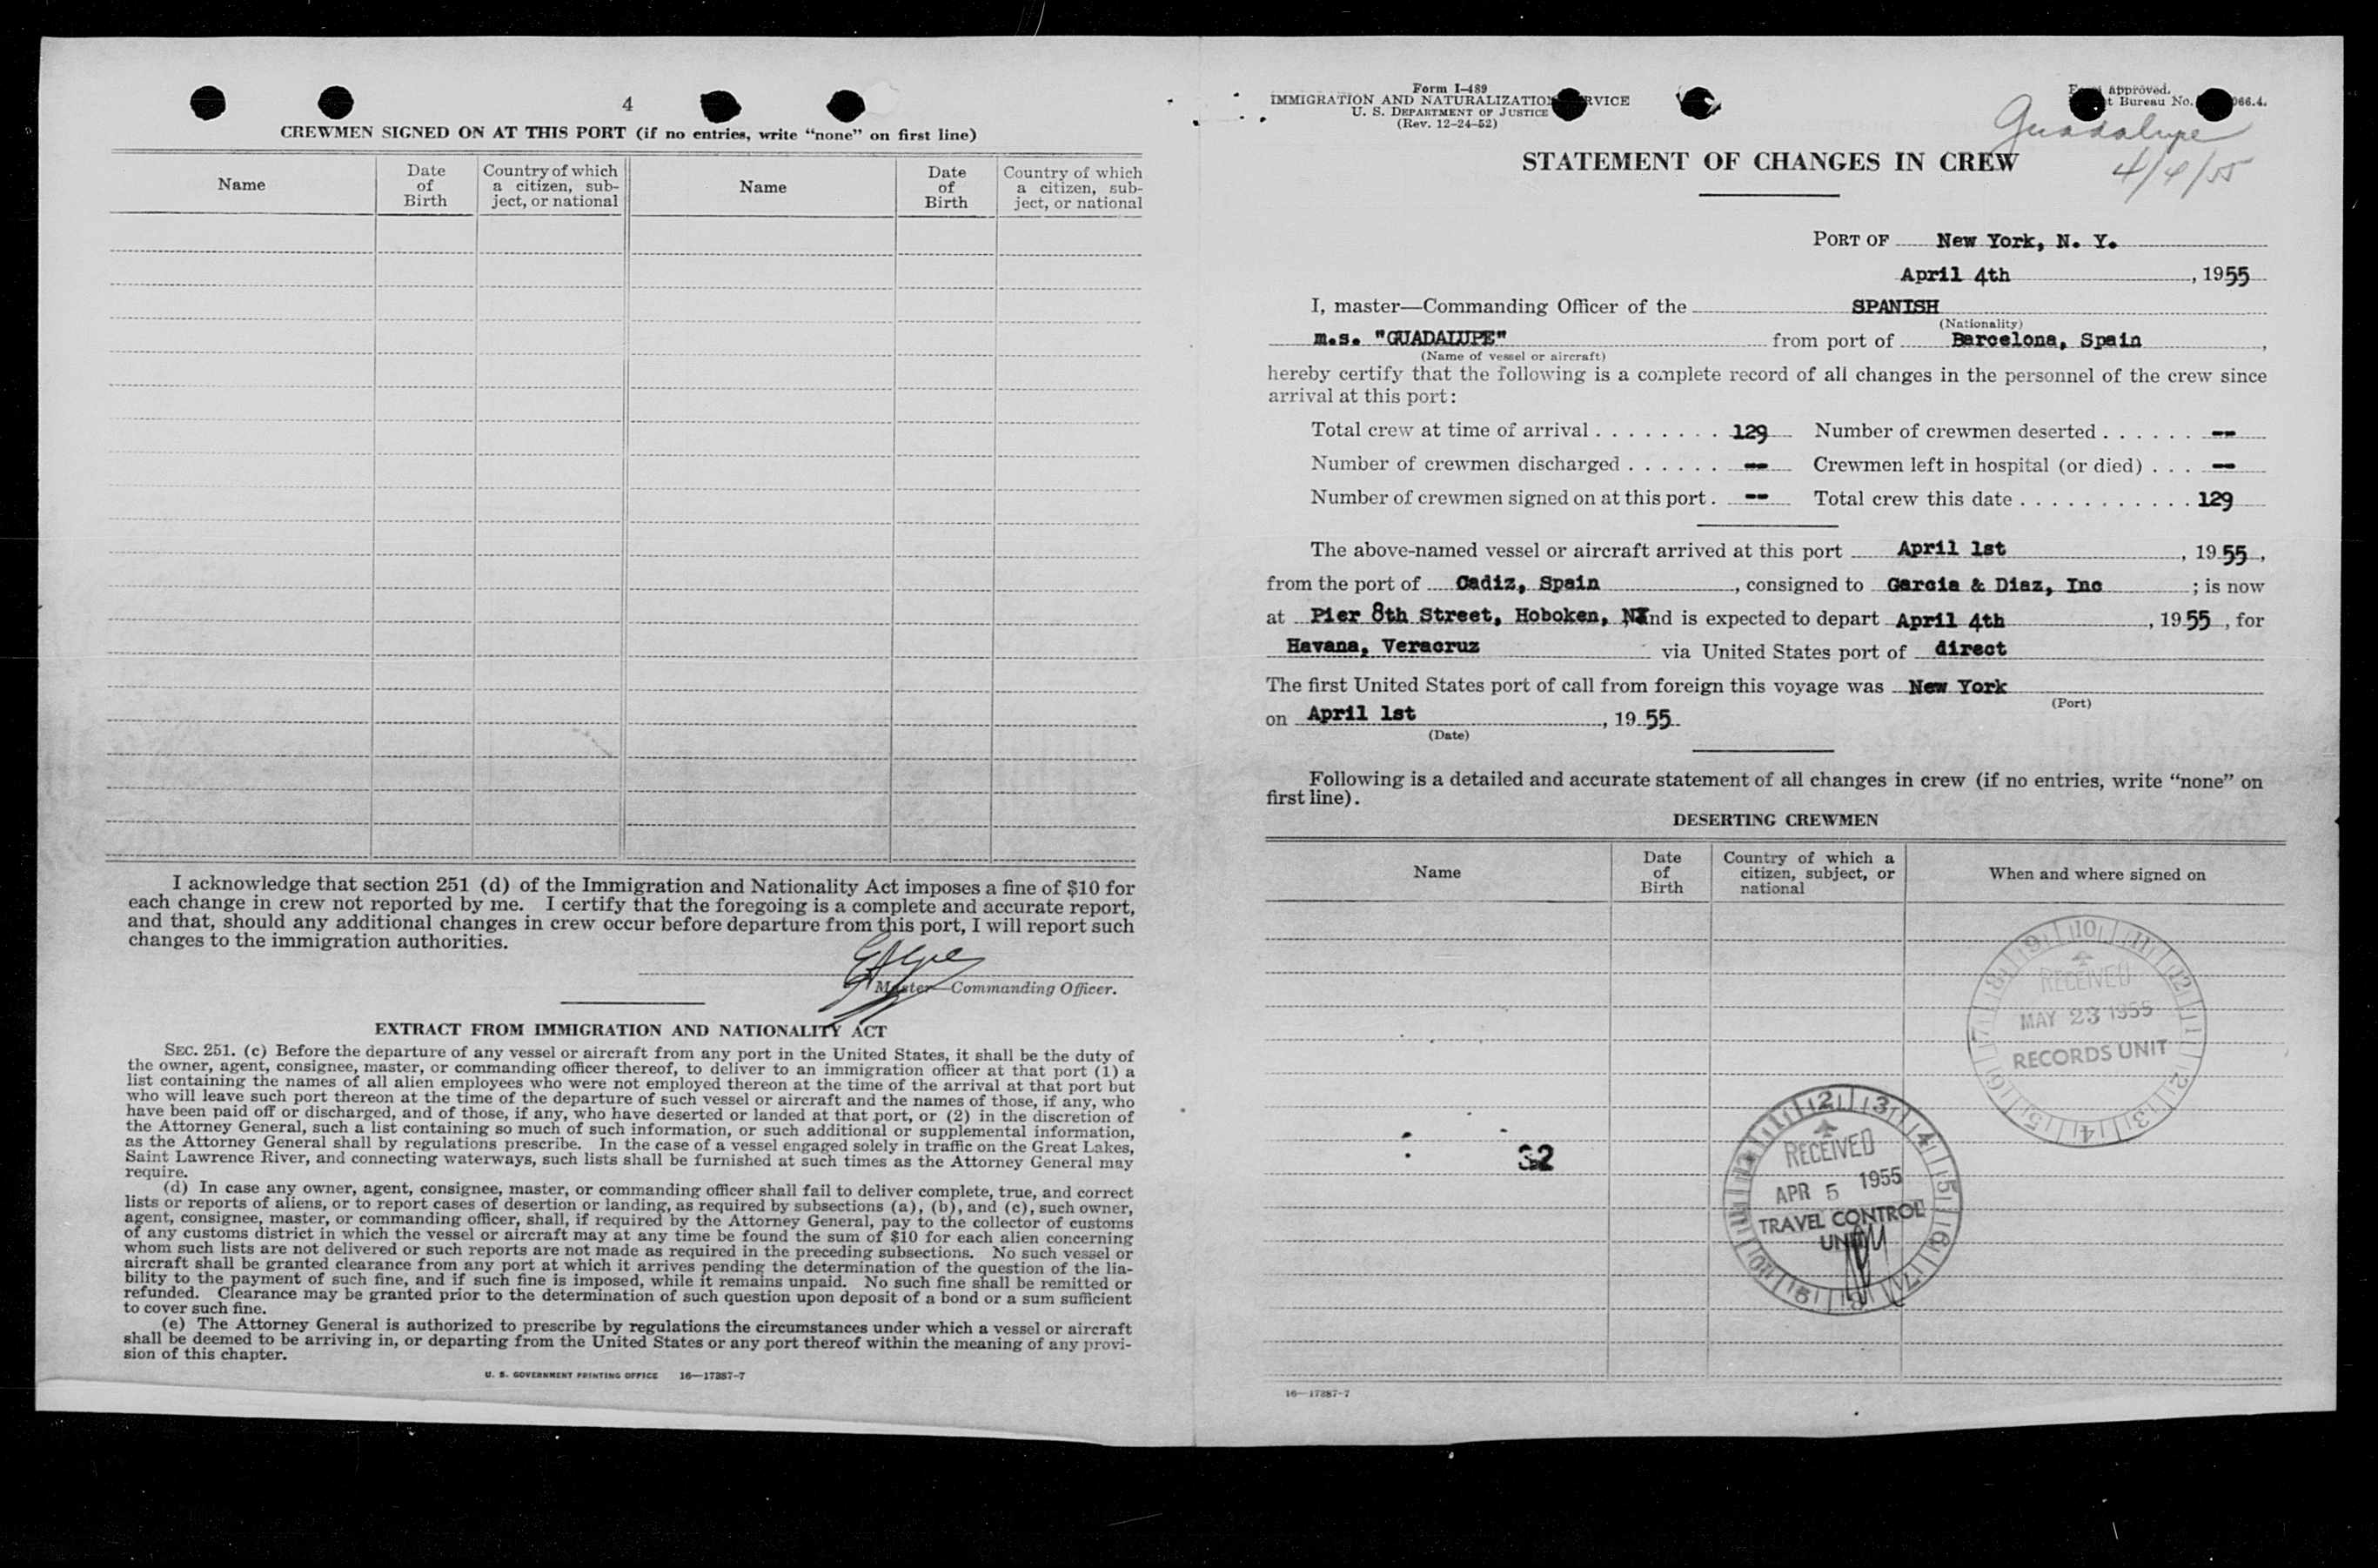 4
CREWMEN SIGNED ON AT THIS PORT (if no entries, write “none” on first line)
Name
Date
of
Birth
Country of which
a citizen, sub-
ject, or national
Name
Date
of
Birth
Country of which
a citizen, sub-
ject, or national
I acknowledge that section 251 (d) of the Immigration and Nationality Act imposes a fine of $10 for
each change in crew not reported by me. I certify that the foregoing is a complete and accurate report,
and that, should any additional changes in crew occur before departure from this port, I will report such
changes to the immigration authorities.
Master—Commanding Officer.
EXTRACT FROM IMMIGRATION AND NATIONALITY ACT
SEC. 251. (c) Before the departure of any vessel or aircraft from any port in the United States, it shall be the duty of
the owner, agent, consignee, master, or commanding officer thereof, to deliver to an immigration officer at that port (1) a
list containing the names of all alien employees who were not employed thereon at the time of the arrival at that port but
who will leave such port thereon at the time of the departure of such vessel or aircraft and the names of those, if any, who
have been paid off or discharged, and of those, if any, who have deserted or landed at that port, or (2) in the discretion of
the Attorney General, such a list containing so much of such information, or such additional or supplemental information,
as the Attorney General shall by regulations prescribe. In the case of a vessel engaged solely in traffic on the Great Lakes,
Saint Lawrence River, and connecting waterways, such lists shall be furnished at such times as the Attorney General may
require.
(d) In case any owner, agent, consignee, master, or commanding officer shall fail to deliver complete, true, and correct
lists or reports of aliens, or to report cases of desertion or landing, as required by subsections (a), (b), and (c), such owner,
agent, consignee, master, or commanding officer, shall, if required by the Attorney General, pay to the collector of customs
of any customs district in which the vessel or aircraft may at any time be found the sum of $10 for each alien concerning
whom such lists are not delivered or such reports are not made as required in the preceding subsections. No such vessel or
aircraft shall be granted clearance from any port at which it arrives pending the determination of the question of the lia-
bility to the payment of such fine, and if such fine is imposed, while it remains unpaid. No such fine shall be remitted or
refunded. Clearance may be granted prior to the determination of such question upon deposit of a bond or a sum sufficient
to cover such fine.
(e) The Attorney General is authorized to prescribe by regulations the circumstances under which a vessel or aircraft
shall be deemed to be arriving in, or departing from the United States or any port thereof within the meaning of any provi-
sion of this chapter.
U. S. GOVERNMENT PRINTING OFFICE 16—17387-7
Form I-489
IMMIGRATION AND NATURALIZATION SERVICE
U. S. DEPARTMENT OF JUSTICE
(Rev. 12-24-52)
approved.
Bureau No. 066.4.
Guadalupe
4/4/55
STATEMENT OF CHANGES IN CREW
PORT OF New York, N. Y.
April 4th, 1955
I, master—Commanding Officer of the SPANISH
(Nationality)
m.s. "GUADALUPE" from port of Barcelona, Spain,
(Name of vessel or aircraft)
hereby certify that the following is a complete record of all changes in the personnel of the crew since
arrival at this port:
Total crew at time of arrival . . . . . . . . 129 Number of crewmen deserted . . . . . . --
Number of crewmen discharged . . . . . . -- Crewmen left in hospital (or died) . . . --
Number of crewmen signed on at this port . -- Total crew this date . . . . . . . . . . . 129
The above-named vessel or aircraft arrived at this port April 1st, 1955,
from the port of Cadiz, Spain, consigned to Garcia & Diaz, Inc; is now
at Pier 8th Street, Hoboken, NJ and is expected to depart April 4th, 1955, for
Havana, Veracruz via United States port of direct
The first United States port of call from foreign this voyage was New York
(Port)
on April 1st, 1955
(Date)
Following is a detailed and accurate statement of all changes in crew (if no entries, write “none” on
first line).
DESERTING CREWMEN
Name
Date
of
Birth
Country of which a
citizen, subject, or
national
When and where signed on
RECEIVED
MAY 23 1955
RECORDS UNIT
32
RECEIVED
APR 5 1955
TRAVEL CONTROL
UNIT
16—17387-7